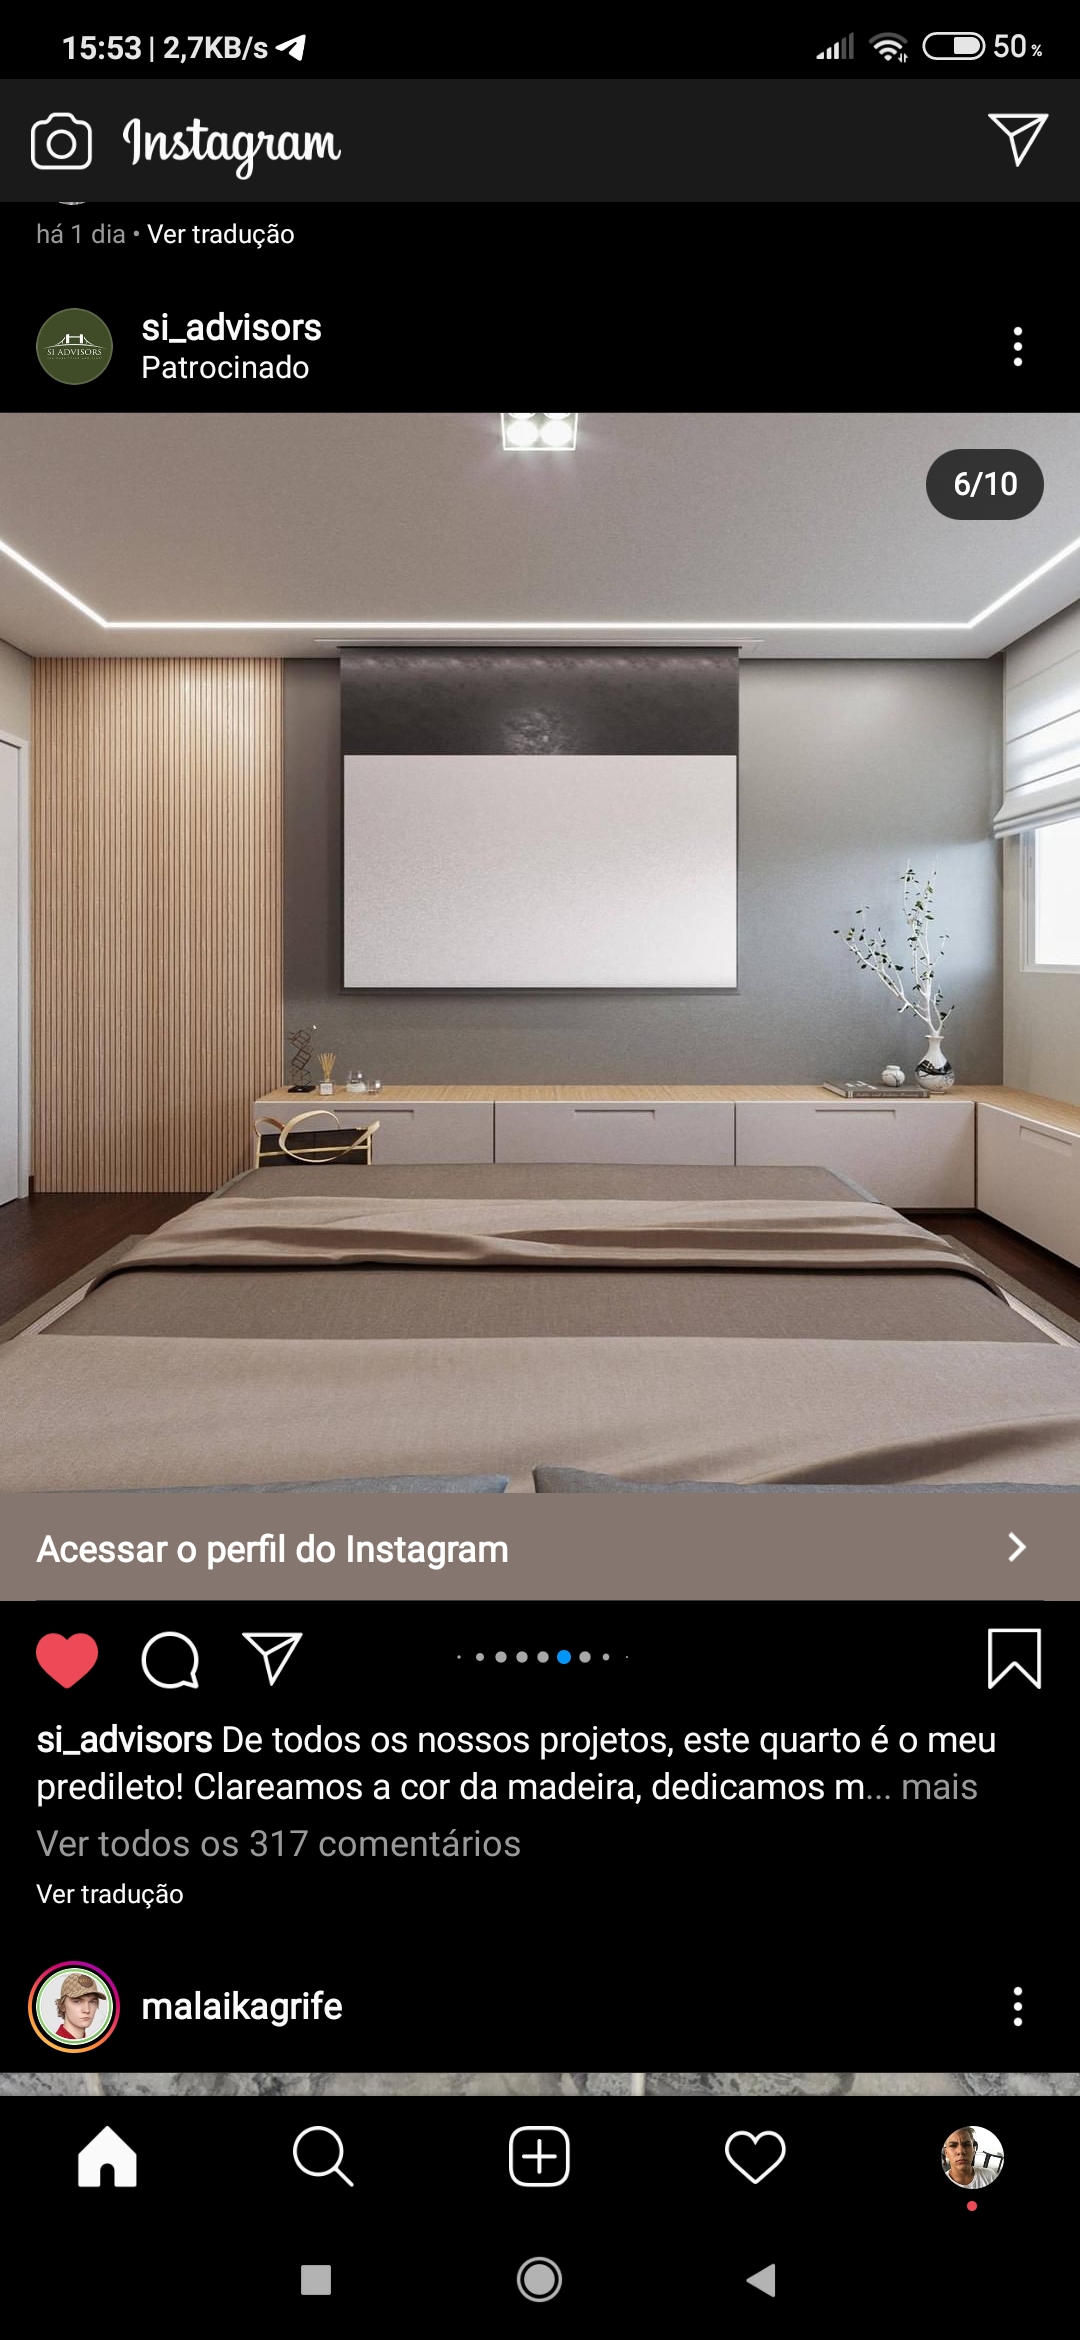 15:53 | 2,7KB/s
50 %
Instagram
há 1 dia • Ver tradução
si_advisors
SI ADVISORS
Patrocinado
6/10
Acessar o perfil do Instagram
si_advisors De todos os nossos projetos, este quarto é o meu
predileto! Clareamos a cor da madeira, dedicamos m... mais
Ver todos os 317 comentários
Ver tradução
malaikagrife